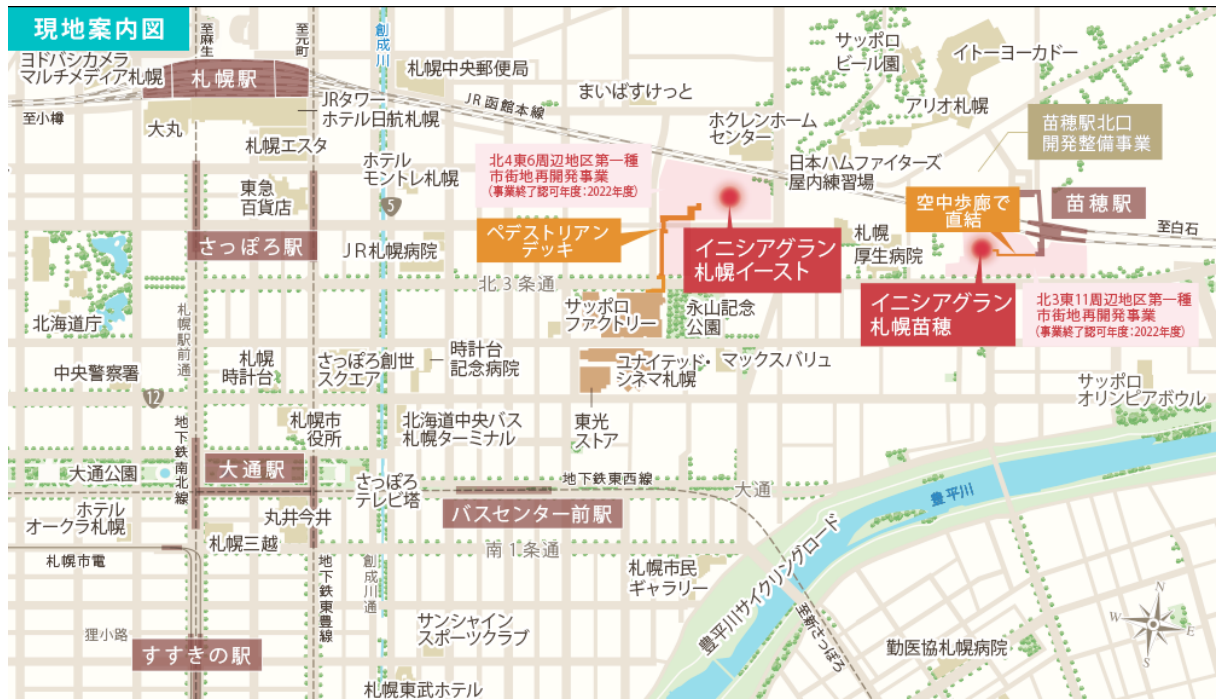 現地案内図
至麻生
至元町
創成川
ヨドバシカメラ
マルチメディア札幌
札幌駅
札幌中央郵便局
サッポロ
ビール園
イトーヨーカドー
まいばすけっと
JR函館本線
アリオ札幌
至小樽
大丸
JRタワー
ホテル日航札幌
札幌エスタ
ホクレンホーム
センター
苗穂駅北口
開発整備事業
ホテル
モントレ札幌
北4東6周辺地区第一種
市街地再開発事業
(事業終了認可年度:2022年度)
日本ハムファイターズ
屋内練習場
東急
百貨店
5
空中歩廊で
直結
苗穂駅
至白石
ペデストリアン
デッキ
イニシアグラン
札幌イースト
札幌
厚生病院
さっぽろ駅
JR札幌病院
北3条通
サッポロ
ファクトリー
永山記念
公園
イニシアグラン
札幌苗穂
北3東11周辺地区第一種
市街地再開発事業
(事業終了認可年度:2022年度)
北海道庁
札幌駅前通
札幌
時計台
さっぽろ創世
スクエア
時計台
記念病院
ユナイテッド・
シネマ札幌
マックスバリュ
中央警察署
12
サッポロ
オリンピアボウル
札幌市
役所
北海道中央バス
札幌ターミナル
東光
ストア
地下鉄南北線
大通公園
大通駅
さっぽろ
テレビ塔
地下鉄東西線
大通
豊平川
ホテル
オークラ札幌
丸井今井
バスセンター前駅
札幌三越
南1条通
札幌市電
地下鉄東豊線
創成川通
札幌市民
ギャラリー
豊平川サイクリングロード
至新さっぽろ
狸小路
サンシャイン
スポーツクラブ
すすきの駅
勤医協札幌病院
札幌東武ホテル
N
W
E
S